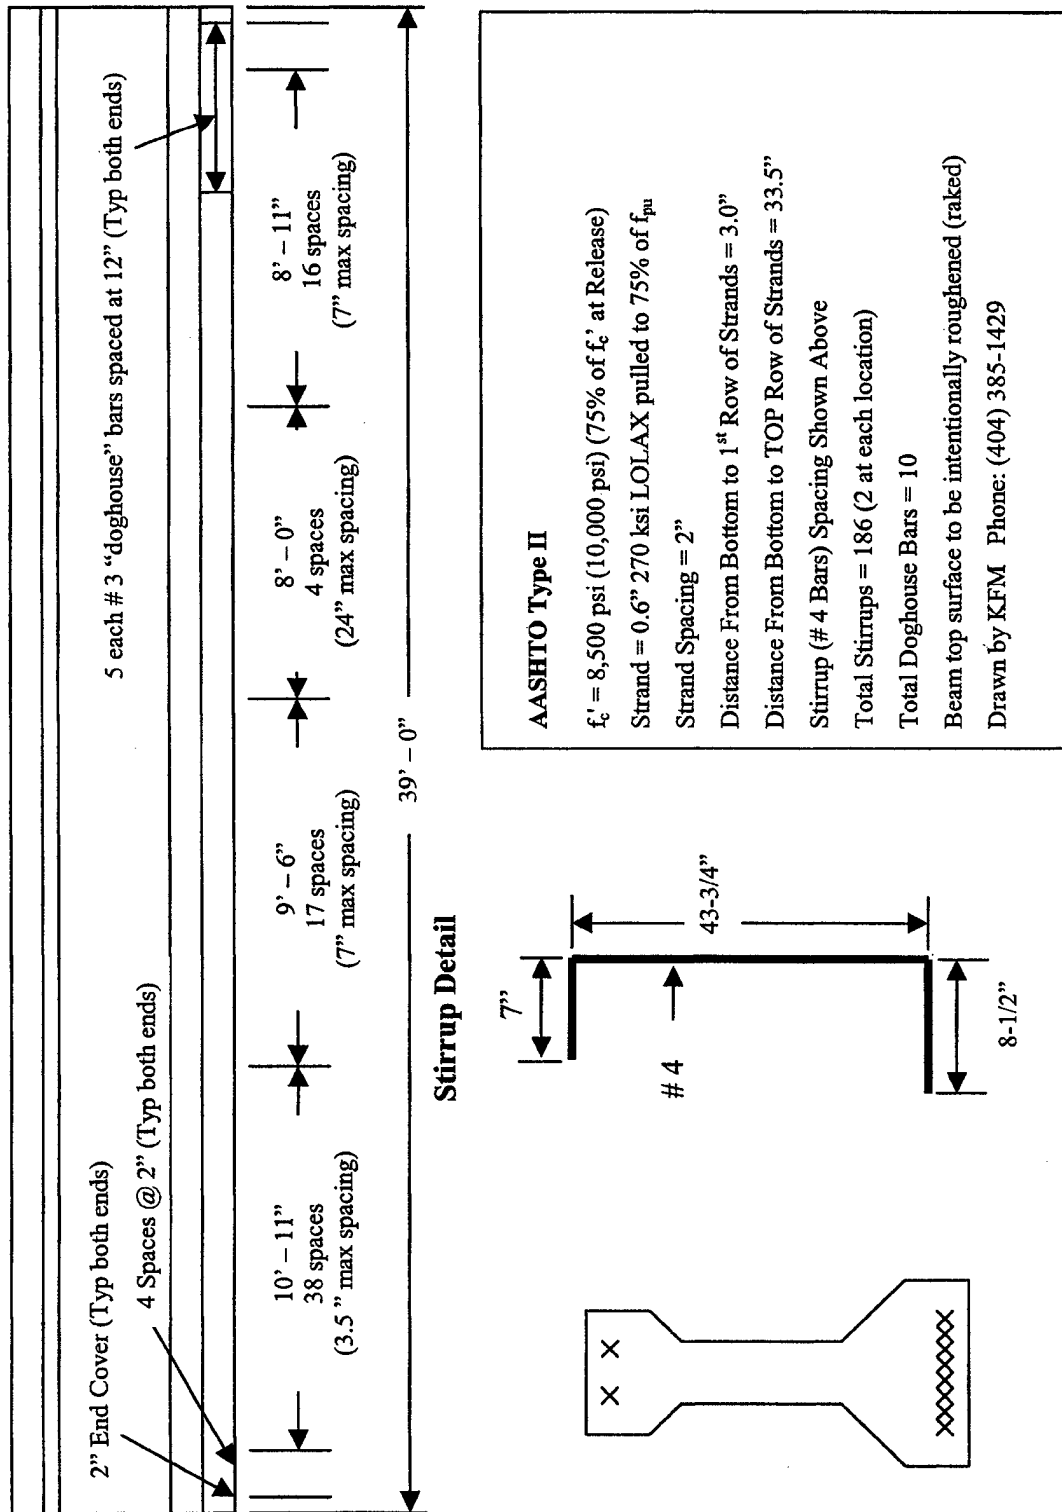 5 each # 3 “doghouse” bars spaced at 12” (Typ both ends)
2” End Cover (Typ both ends)
4 Spaces @ 2” (Typ both ends)
10’ – 11”
38 spaces
(3.5 ” max spacing)
9’ – 6”
17 spaces
(7” max spacing)
8’ – 0”
4 spaces
(24” max spacing)
8’ – 11”
16 spaces
(7” max spacing)
39’ – 0”
Stirrup Detail
7”
# 4
43-3/4”
8-1/2”
AASHTO Type II
fc' = 8,500 psi (10,000 psi) (75% of fc’ at Release)
Strand = 0.6” 270 ksi LOLAX pulled to 75% of fpu
Strand Spacing = 2”
Distance From Bottom to 1st Row of Strands = 3.0”
Distance From Bottom to TOP Row of Strands = 33.5”
Stirrup (# 4 Bars) Spacing Shown Above
Total Stirrups = 186 (2 at each location)
Total Doghouse Bars = 10
Beam top surface to be intentionally roughened (raked)
Drawn by KFM Phone: (404) 385-1429